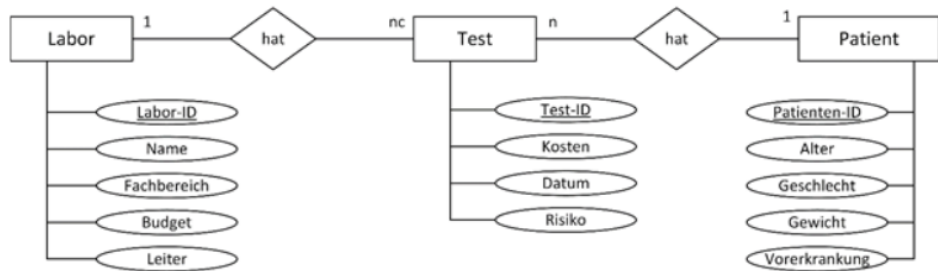 Labor 1 hat nc Test n hat 1 Patient
Labor-ID
Name
Fachbereich
Budget
Leiter
Test-ID
Kosten
Datum
Risiko
Patienten-ID
Alter
Geschlecht
Gewicht
Vorerkrankung